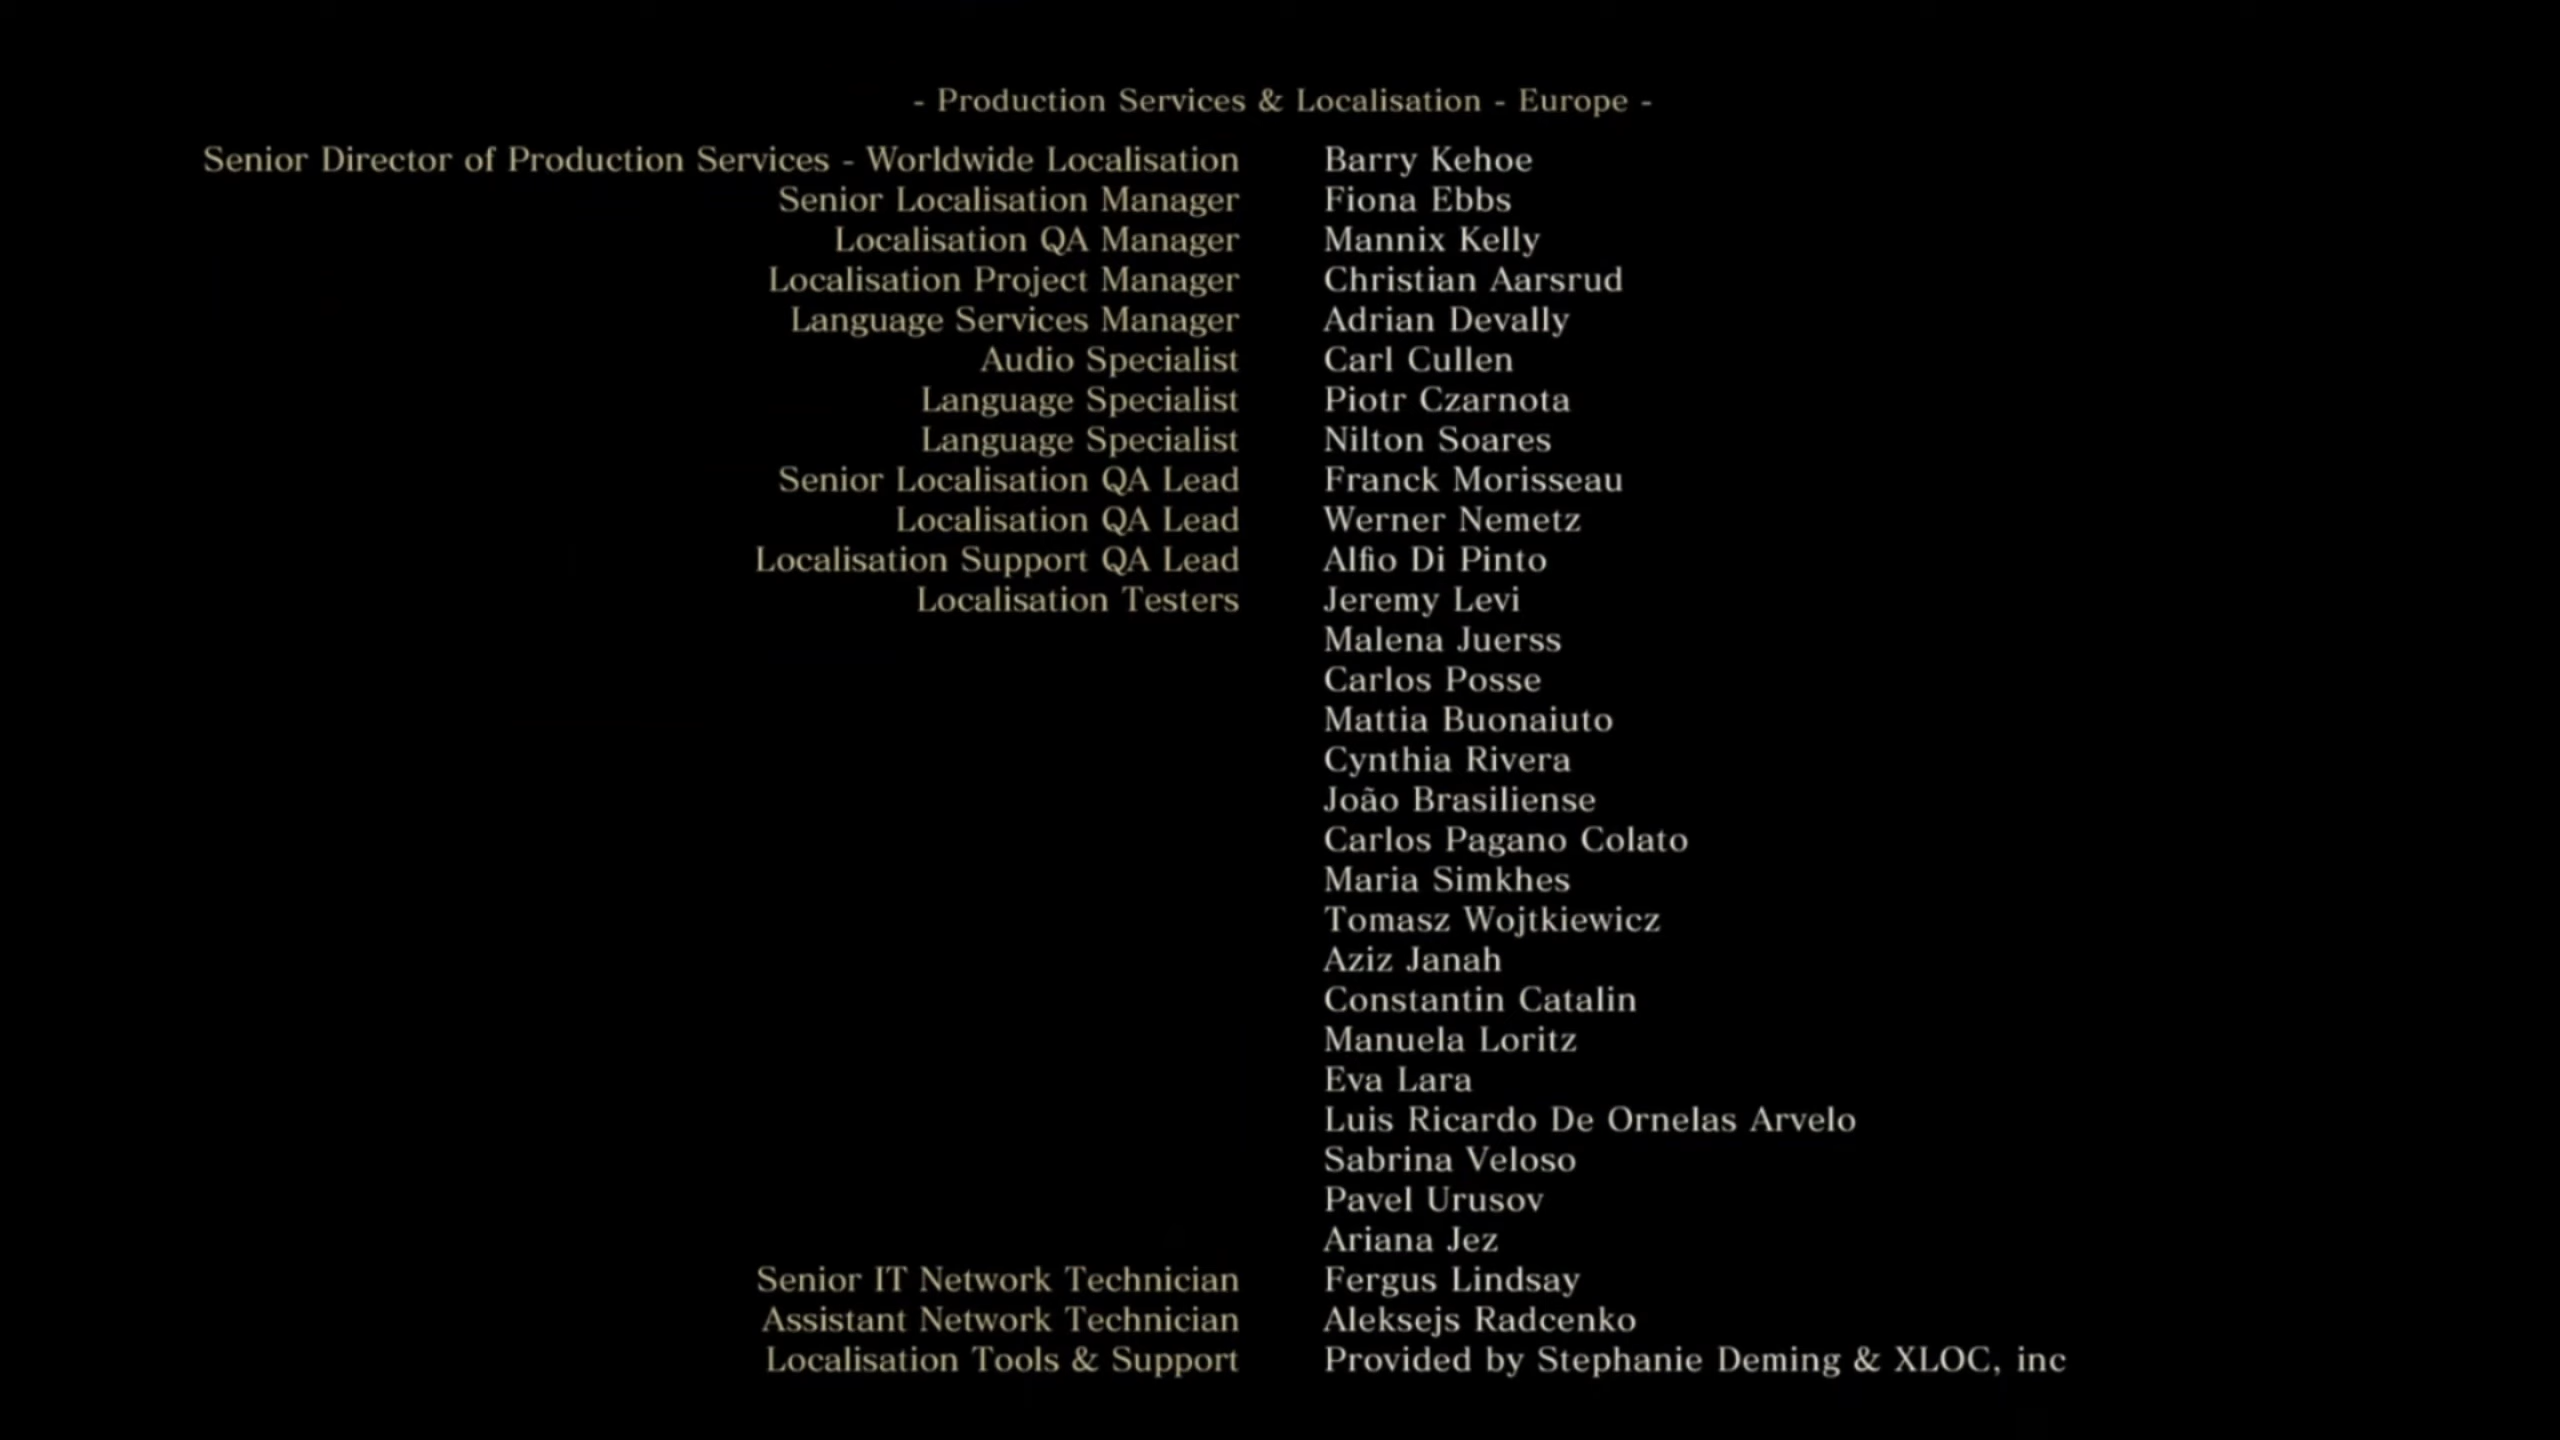 - Production Services & Localisation - Europe -
Senior Director of Production Services - Worldwide Localisation Barry Kehoe
Senior Localisation Manager Fiona Ebbs
Localisation QA Manager Mannix Kelly
Localisation Project Manager Christian Aarsrud
Language Services Manager Adrian Devally
Audio Specialist Carl Cullen
Language Specialist Piotr Czarnota
Language Specialist Nilton Soares
Senior Localisation QA Lead Franck Morisseau
Localisation QA Lead Werner Nemetz
Localisation Support QA Lead Alfio Di Pinto
Localisation Testers Jeremy Levi
Malena Juerss
Carlos Posse
Mattia Buonaiuto
Cynthia Rivera
João Brasiliense
Carlos Pagano Colato
Maria Simkhes
Tomasz Wojtkiewicz
Aziz Janah
Constantin Catalin
Manuela Loritz
Eva Lara
Luis Ricardo De Ornelas Arvelo
Sabrina Veloso
Pavel Urusov
Ariana Jez
Senior IT Network Technician Fergus Lindsay
Assistant Network Technician Aleksejs Radcenko
Localisation Tools & Support Provided by Stephanie Deming & XLOC, inc